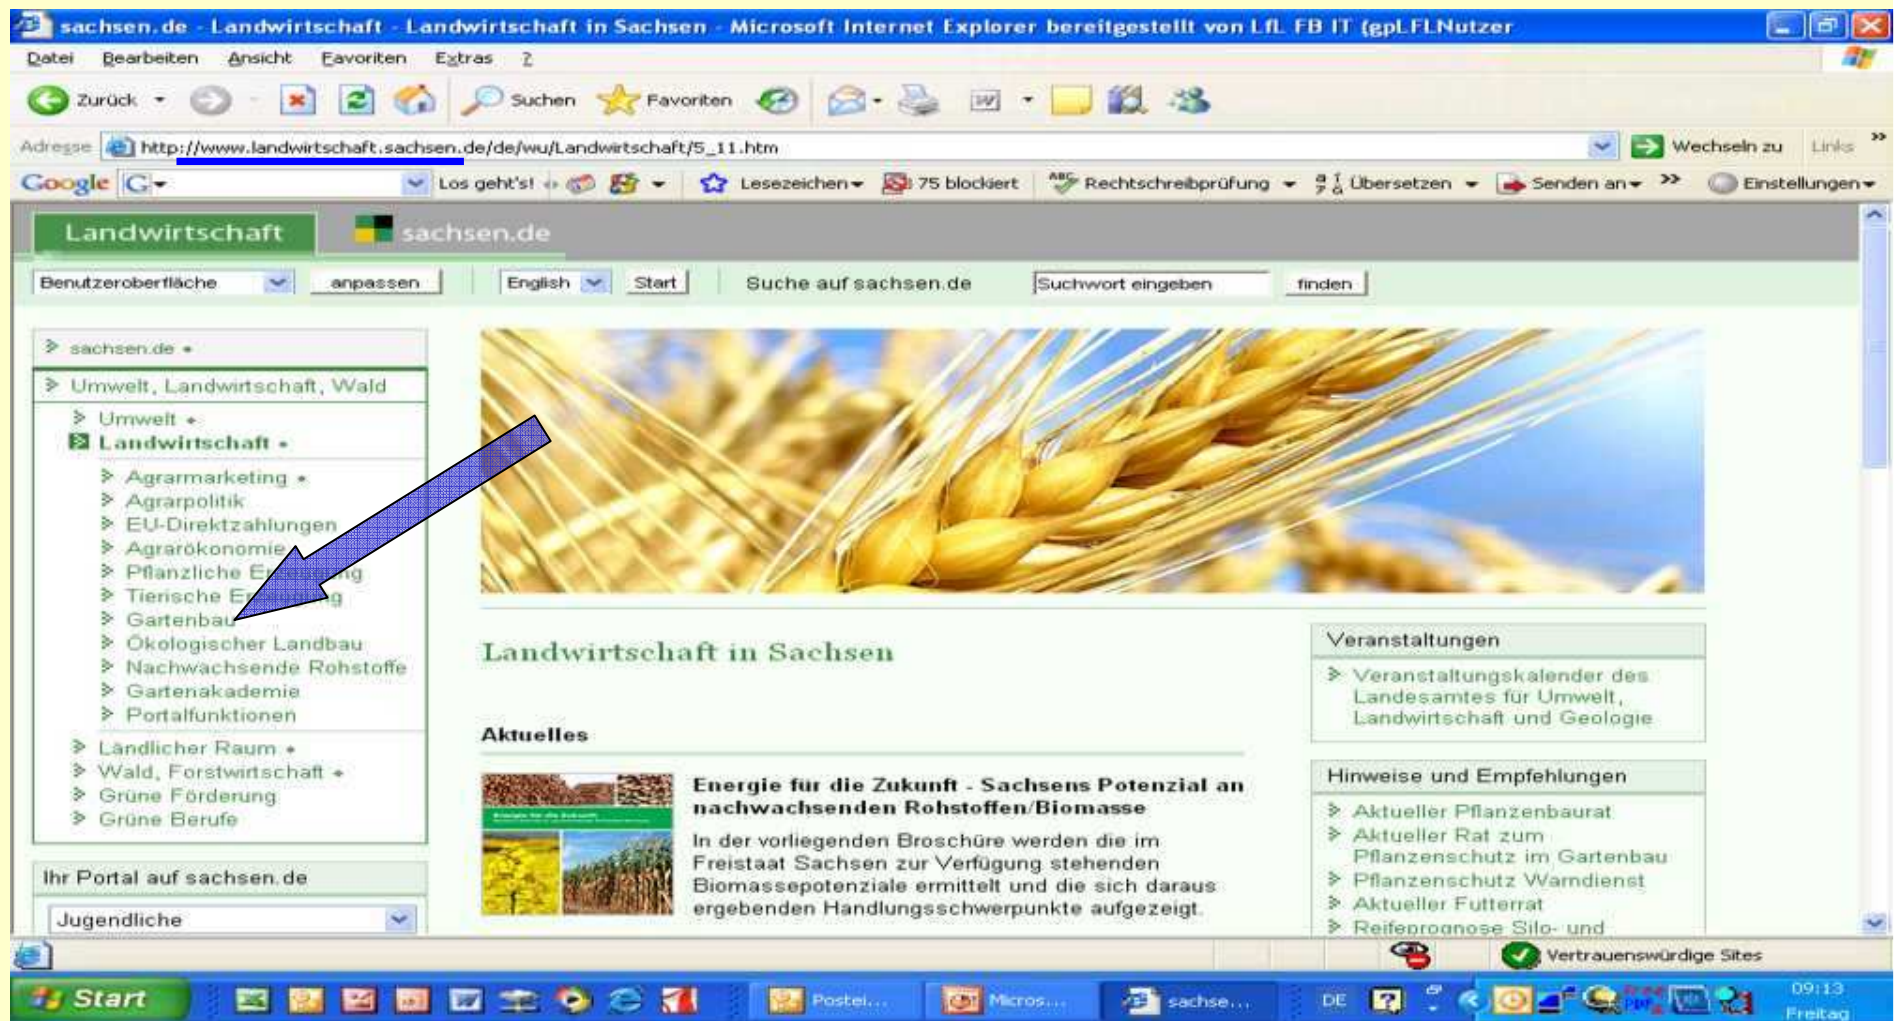 sachsen.de - Landwirtschaft - Landwirtschaft in Sachsen - Microsoft Internet Explorer bereitgestellt von LfL FB IT (gpLFLNutzer
Datei Bearbeiten Ansicht Favoriten Extras ?
Zurück Suchen Favoriten
Adresse http://www.landwirtschaft.sachsen.de/de/wu/Landwirtschaft/5_11.htm Wechseln zu Links »
Google G Los geht's! Lesezeichen 75 blockiert Rechtschreibprüfung Übersetzen Senden an » Einstellungen
Landwirtschaft sachsen.de
Benutzeroberfläche anpassen English Start Suche auf sachsen.de Suchwort eingeben finden
sachsen.de
Umwelt, Landwirtschaft, Wald
Umwelt
Landwirtschaft
Agrarmarketing
Agrarpolitik
EU-Direktzahlungen
Agrarökonomie
Pflanzliche
Tierische
Gartenbau
Ökologischer Landbau
Nachwachsende Rohstoffe
Gartenakademie
Portalfunktionen
Ländlicher Raum
Wald, Forstwirtschaft
Grüne Förderung
Grüne Berufe
Ihr Portal auf sachsen.de
Jugendliche
Landwirtschaft in Sachsen
Aktuelles
Energie für die Zukunft - Sachsens Potenzial an
nachwachsenden Rohstoffen/Biomasse
In der vorliegenden Broschüre werden die im
Freistaat Sachsen zur Verfügung stehenden
Biomassepotenziale ermittelt und die sich daraus
ergebenden Handlungsschwerpunkte aufgezeigt.
Energie für die Zukunft
Veranstaltungen
Veranstaltungskalender des
Landesamtes für Umwelt,
Landwirtschaft und Geologie
Hinweise und Empfehlungen
Aktueller Pflanzenbaurat
Aktueller Rat zum
Pflanzenschutz im Gartenbau
Pflanzenschutz Warndienst
Aktueller Futterrat
Reifeprognose Silo- und
Vertrauenswürdige Sites
Start Postei... Micros... sachse... DE 09:13
Freitag